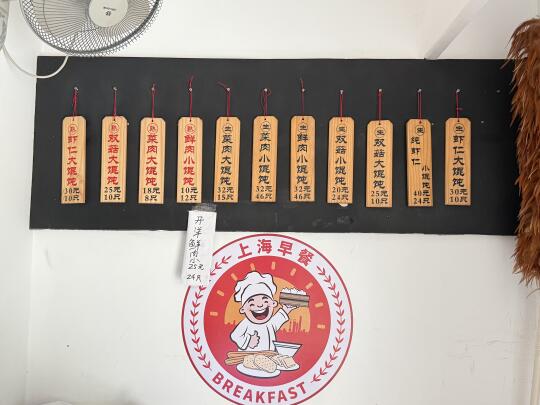 熟
虾仁大馄饨
30元
10只
熟
双菇大馄饨
25元
10只
熟
菜肉大馄饨
18元
8只
熟
鲜肉小馄饨
10元
12只
生
菜肉大馄饨
32元
15只
生
菜肉小馄饨
32元
46只
生
鲜肉小馄饨
32元
46只
生
双菇小馄饨
20元
24只
生
双菇大馄饨
25元
10只
生
纯虾仁
小馄饨
40元
24只
生
虾仁大馄饨
30元
10只
开洋鲜肉小
25元
24只
上海早餐
BREAKFAST